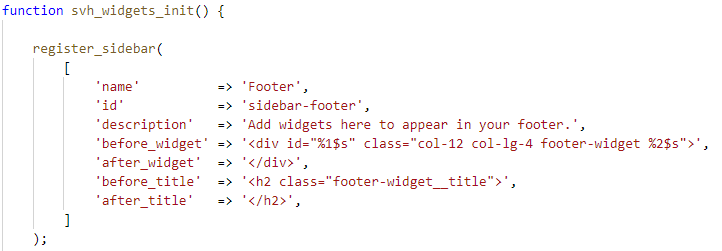 function svh_widgets_init() {
register_sidebar(
[
'name' => 'Footer',
'id' => 'sidebar-footer',
'description' => 'Add widgets here to appear in your footer.',
'before_widget' => '<div id="%1$s" class="col-12 col-lg-4 footer-widget %2$s">',
'after_widget' => '</div>',
'before_title' => '<h2 class="footer-widget__title">',
'after_title' => '</h2>',
]
);